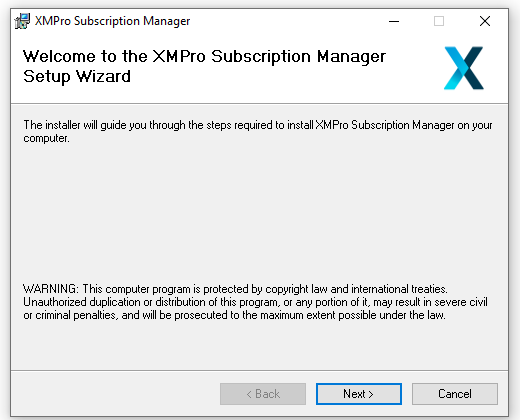 XMPro Subscription Manager
Welcome to the XMPro Subscription Manager
Setup Wizard
The installer will guide you through the steps required to install XMPro Subscription Manager on your
computer.
WARNING: This computer program is protected by copyright law and international treaties.
Unauthorized duplication or distribution of this program, or any portion of it, may result in severe civil
or criminal penalties, and will be prosecuted to the maximum extent possible under the law.
< Back
Next >
Cancel